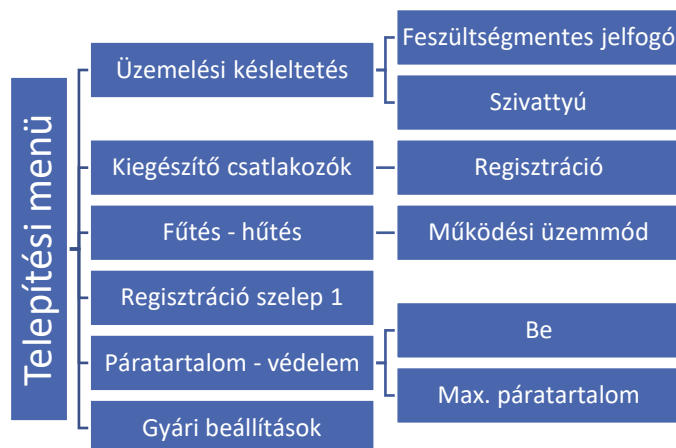 Telepítési menü
Üzemelési késleltetés
Feszültségmentes jelfogó
Szivattyú
Kiegészítő csatlakozók
Regisztráció
Fűtés - hűtés
Működési üzemmód
Regisztráció szelep 1
Páratartalom - védelem
Be
Max. páratartalom
Gyári beállítások